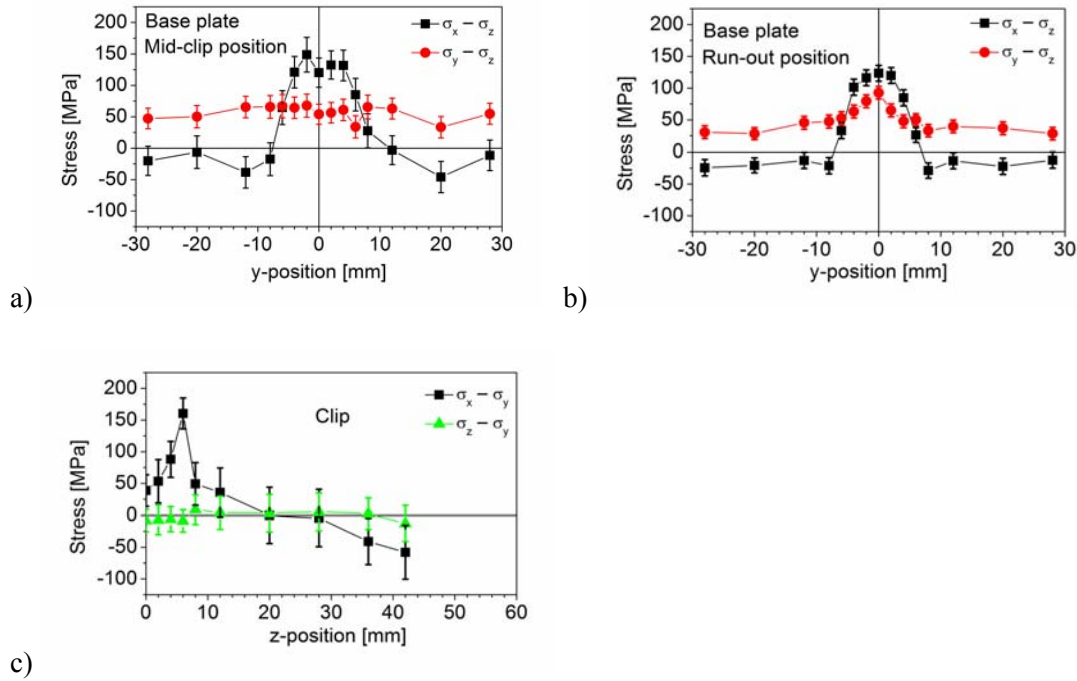 Base plate
Mid-clip position
σx − σz
σy − σz
200
150
100
50
0
-50
-100
Stress [MPa]
-30 -20 -10 0 10 20 30
y-position [mm]
a)
Base plate
Run-out position
σx − σz
σy − σz
200
150
100
50
0
-50
-100
Stress [MPa]
-30 -20 -10 0 10 20 30
y-position [mm]
b)
Clip
σx − σy
σz − σy
200
150
100
50
0
-50
-100
Stress [MPa]
0 10 20 30 40 50 60
z-position [mm]
c)